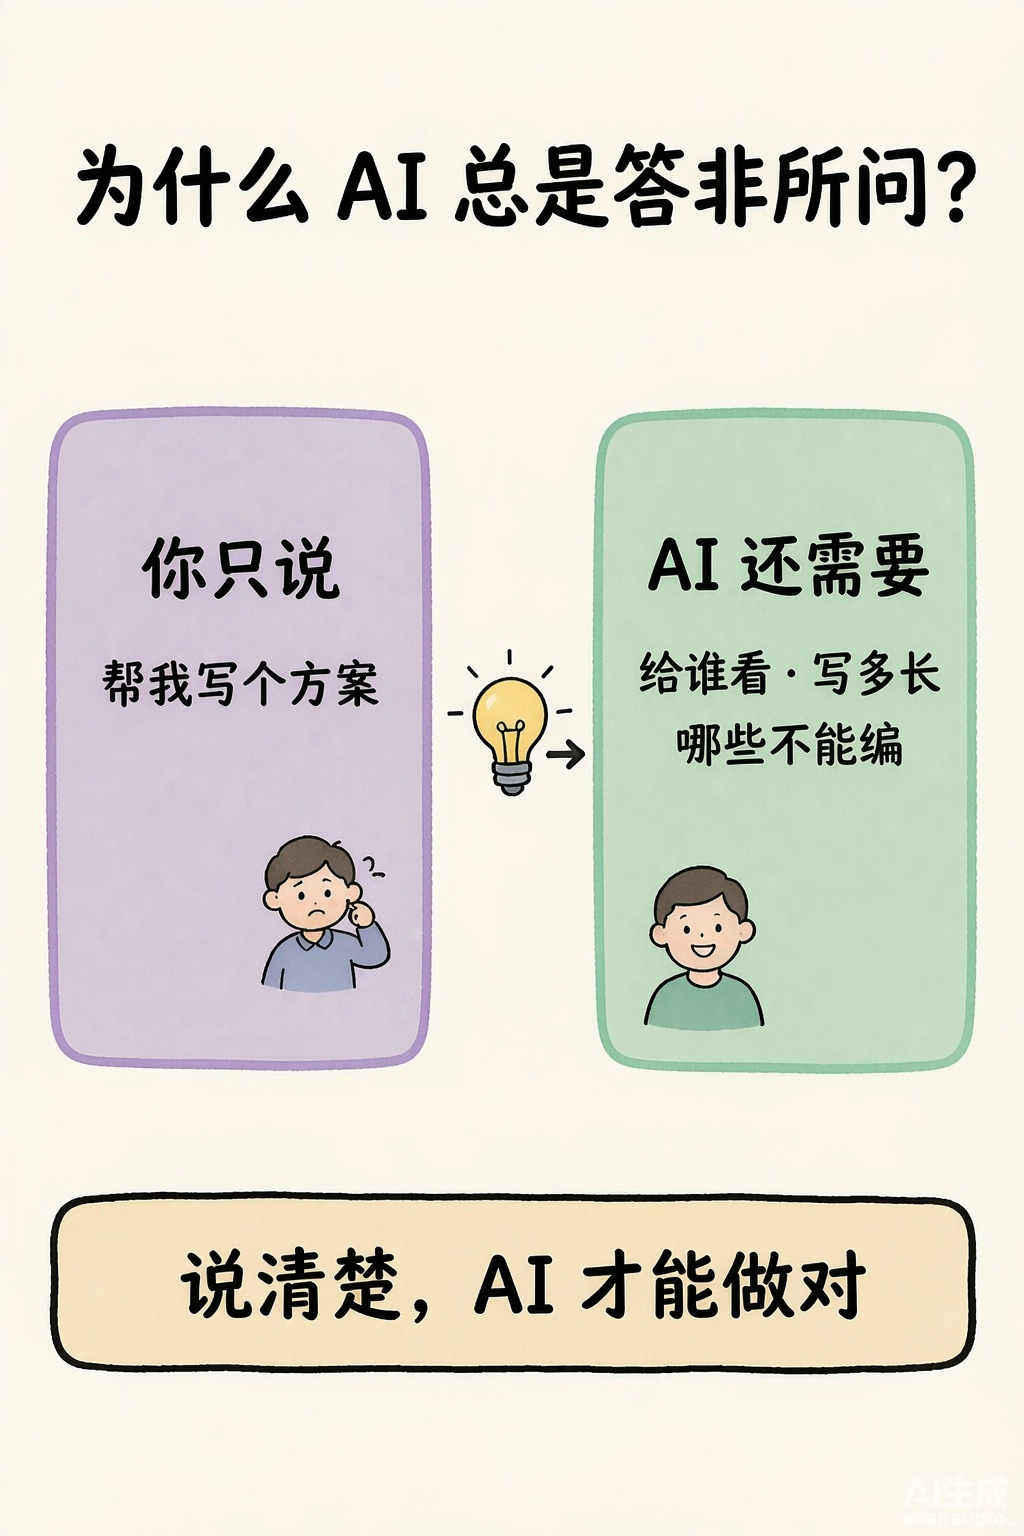 为什么 AI 总是答非所问？
你只说
帮我写个方案
AI 还需要
给谁看·写多长
哪些不能编
说清楚，AI 才能做对
AI生成